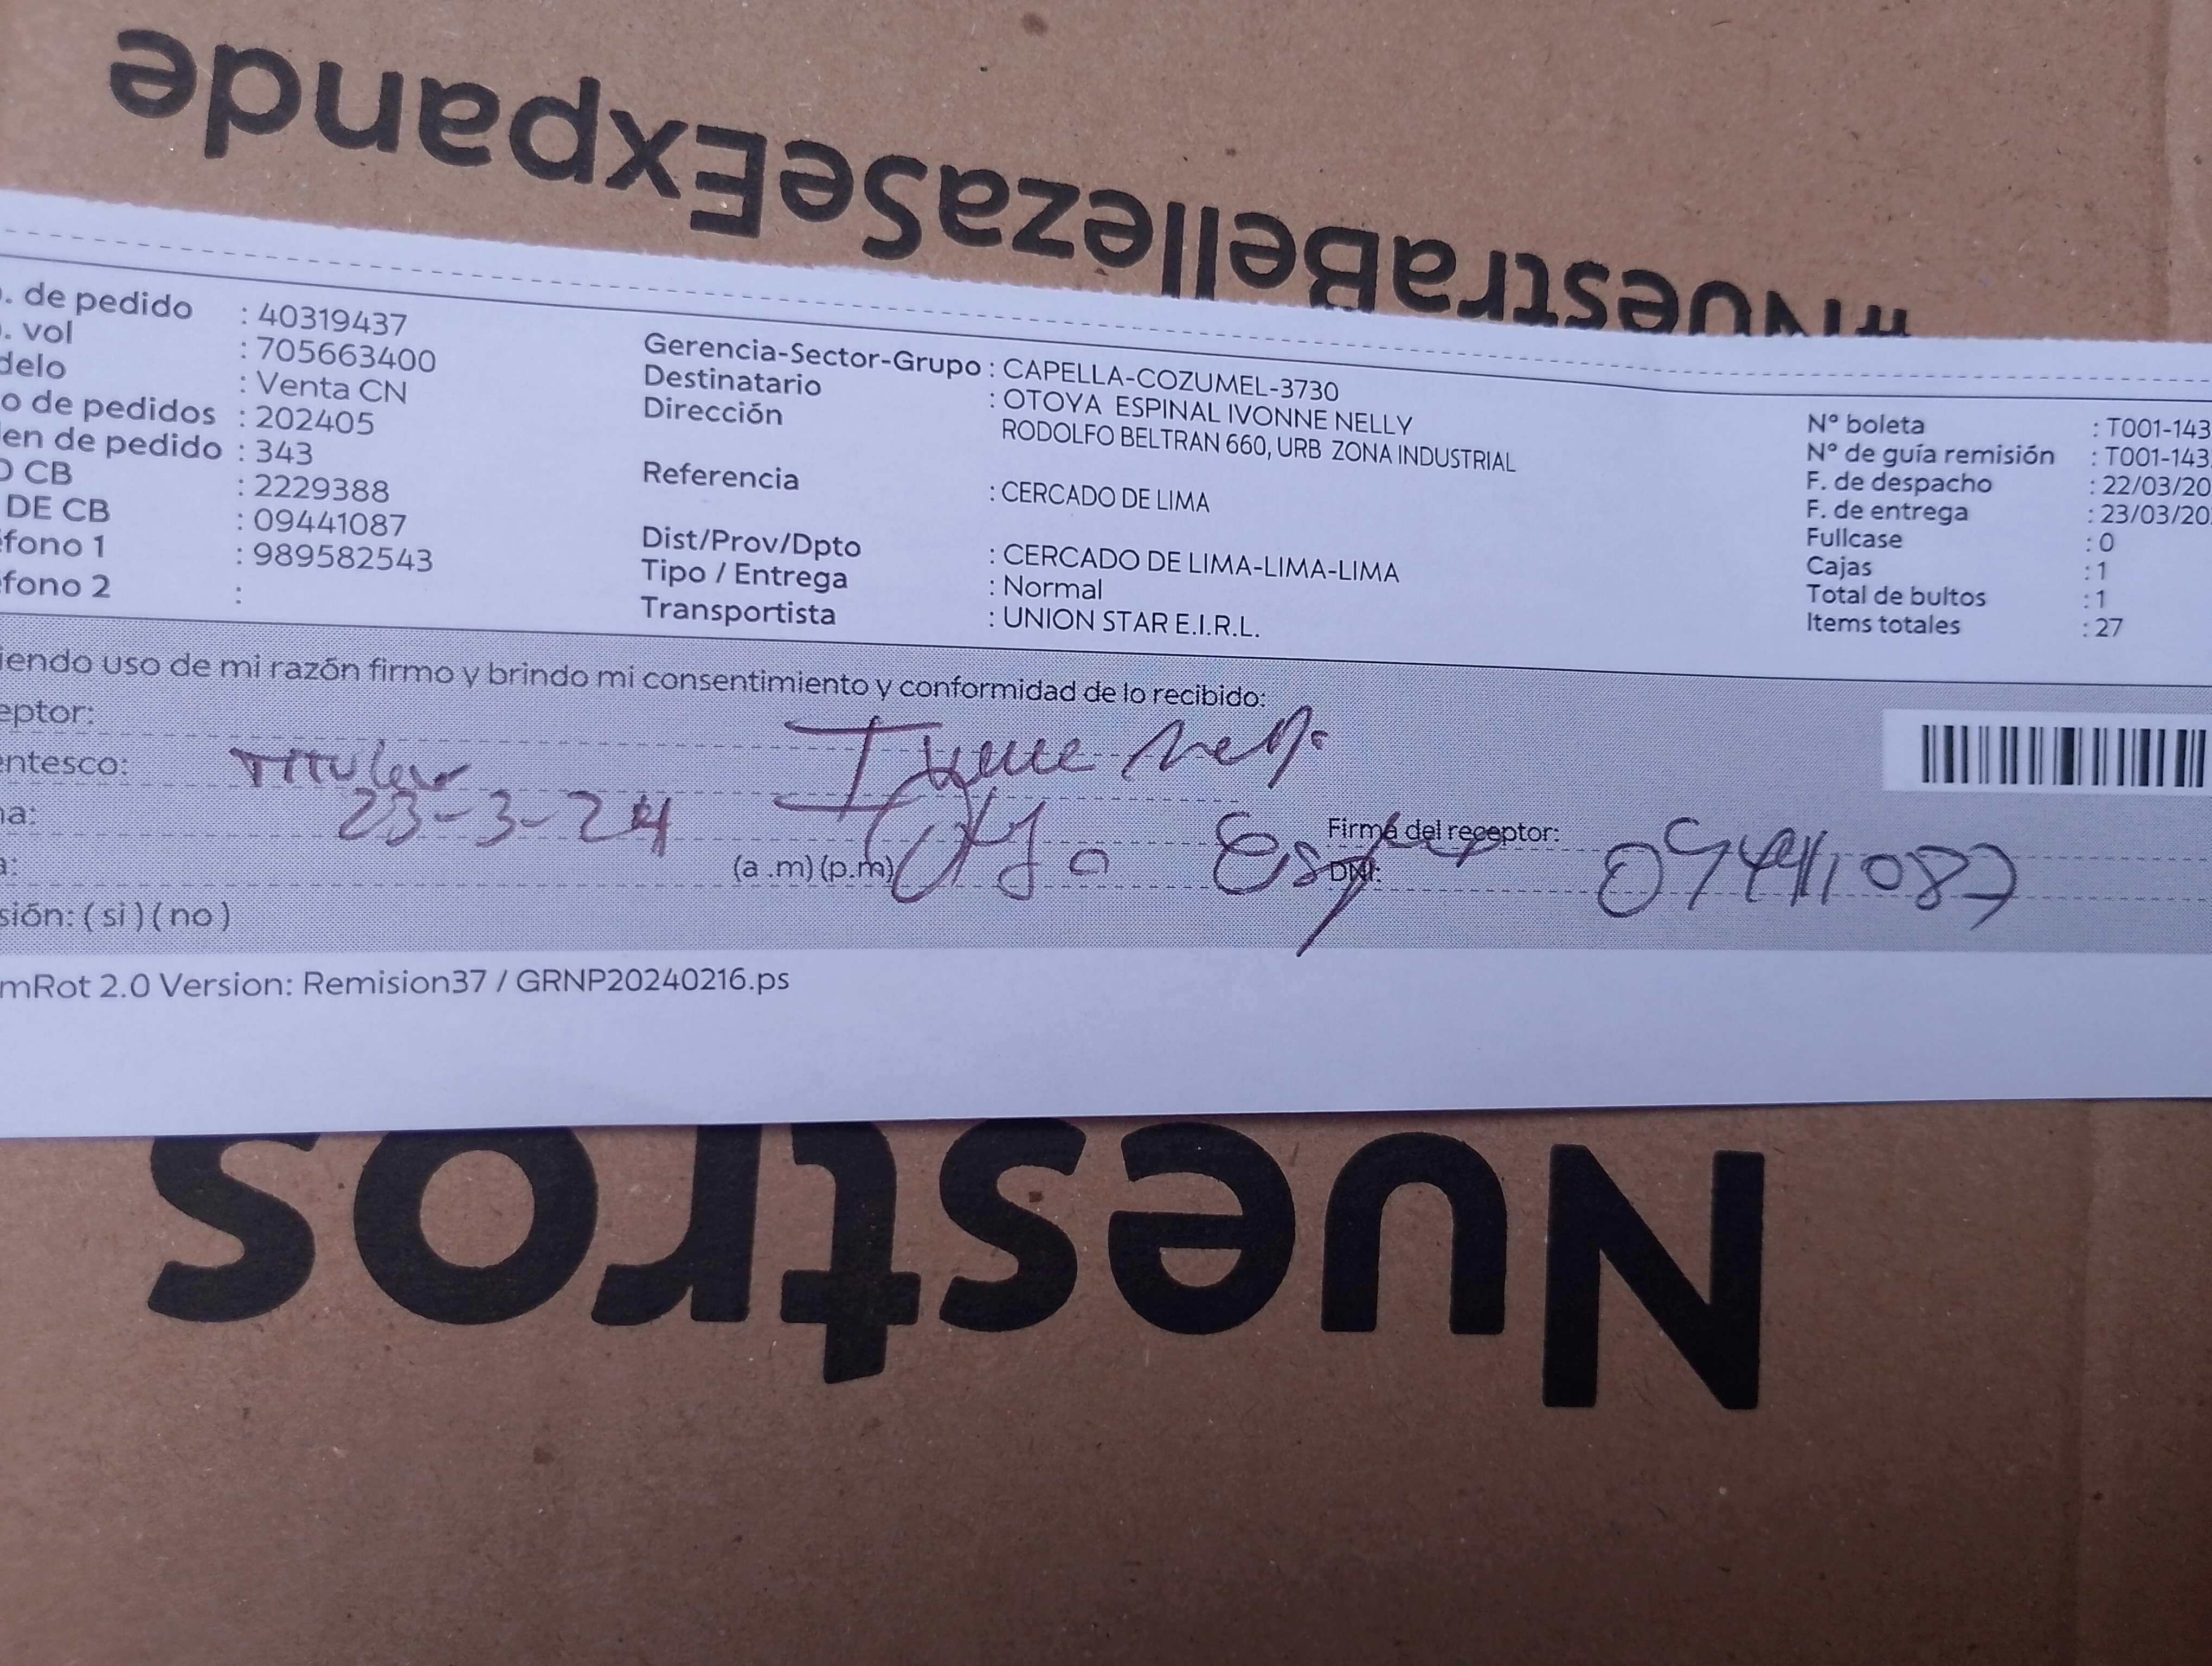 #NuestraBellezaSeExpande
. de pedido : 40319437
. vol : 705663400
delo : Venta CN
o de pedidos : 202405
en de pedido : 343
O CB : 2229388
DE CB : 09441087
éfono 1 : 989582543
éfono 2 :
Gerencia-Sector-Grupo : CAPELLA-COZUMEL-3730
Destinatario : OTOYA ESPINAL IVONNE NELLY
Dirección RODOLFO BELTRAN 660, URB ZONA INDUSTRIAL
Referencia : CERCADO DE LIMA
Dist/Prov/Dpto : CERCADO DE LIMA-LIMA-LIMA
Tipo / Entrega : Normal
Transportista : UNION STAR E.I.R.L.
N° boleta : T001-143
N° de guía remisión : T001-143
F. de despacho : 22/03/20
F. de entrega : 23/03/20
Fullcase : 0
Cajas : 1
Total de bultos : 1
Items totales : 27
iendo uso de mi razón firmo y brindo mi consentimiento y conformidad de lo recibido:
eptor:
entesco: Titular
na: 23-3-24
a: (a .m) (p.m)
Firma del receptor:
DNI: 09441087
sión: ( si ) ( no )
mRot 2.0 Version: Remision37 / GRNP20240216.ps
Nuestros